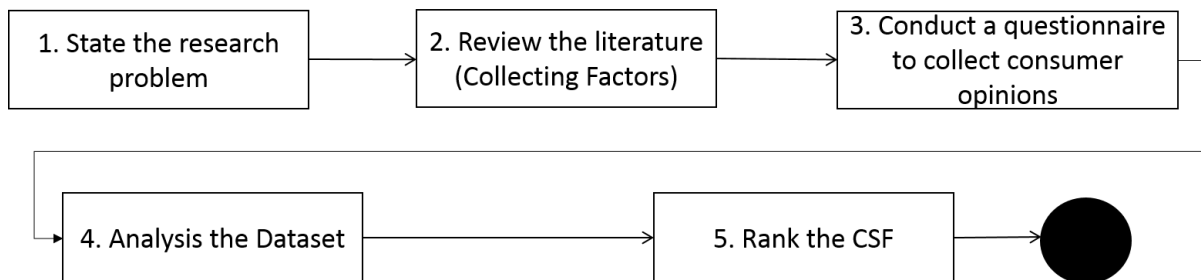 1. State the research
problem
2. Review the literature
(Collecting Factors)
3. Conduct a questionnaire
to collect consumer
opinions
4. Analysis the Dataset
5. Rank the CSF